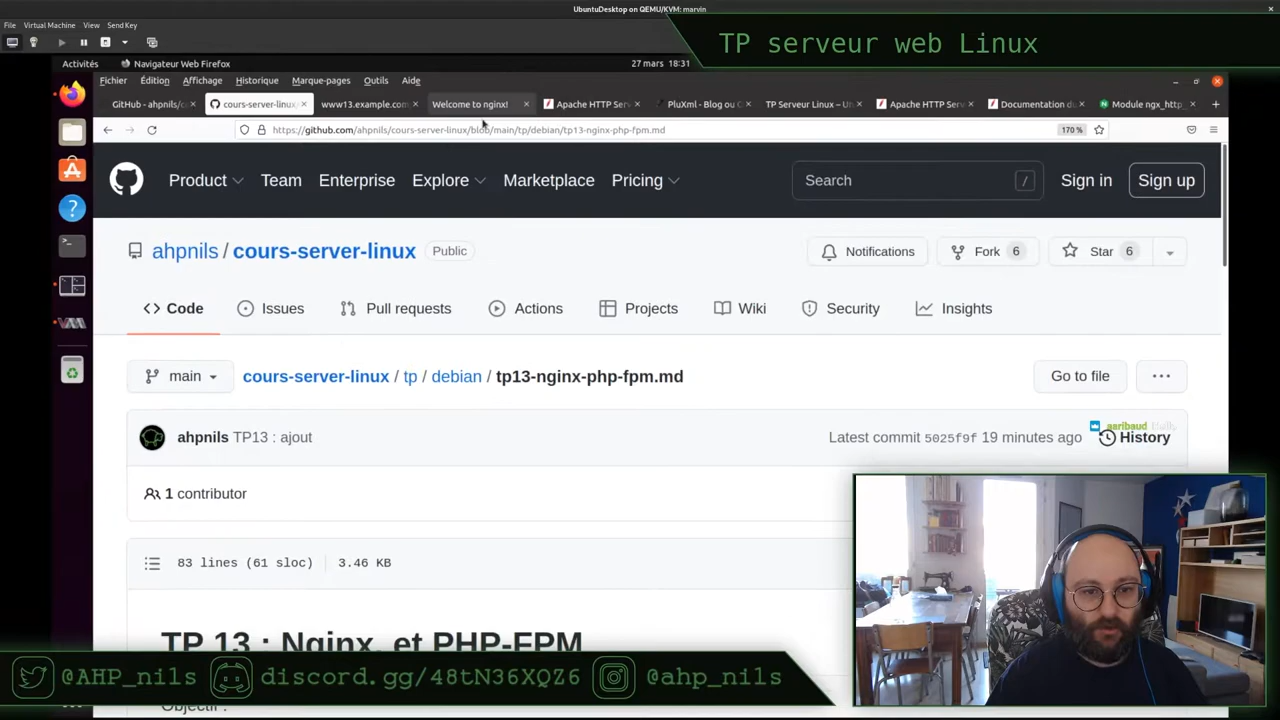 UbuntuDesktop on QEMU/KVM: marvin
File Virtual Machine View Send Key
TP serveur web Linux
Activités Navigateur Web Firefox 27 mars 18:31
Fichier Édition Affichage Historique Marque-pages Outils Aide
GitHub - ahpnils/c cours-server-linux/ www13.example.com Welcome to nginx! Apache HTTP Serv PluXml - Blog ou C TP Serveur Linux – Un Apache HTTP Serv Documentation du Module ngx_http_
https://github.com/ahpnils/cours-server-linux/blob/main/tp/debian/tp13-nginx-php-fpm.md 170 %
Product Team Enterprise Explore Marketplace Pricing Search / Sign in Sign up
ahpnils / cours-server-linux Public Notifications Fork 6 Star 6
Code Issues Pull requests Actions Projects Wiki Security Insights
main cours-server-linux / tp / debian / tp13-nginx-php-fpm.md Go to file ...
aaribaud
ahpnils TP13 : ajout Latest commit 5025f9f 19 minutes ago History
1 contributor
83 lines (61 sloc) 3.46 KB
TP 13 : Nginx, et PHP-FPM
@AHP_nils discord.gg/48tN36XQZ6 @ahp_nils
Objectif :